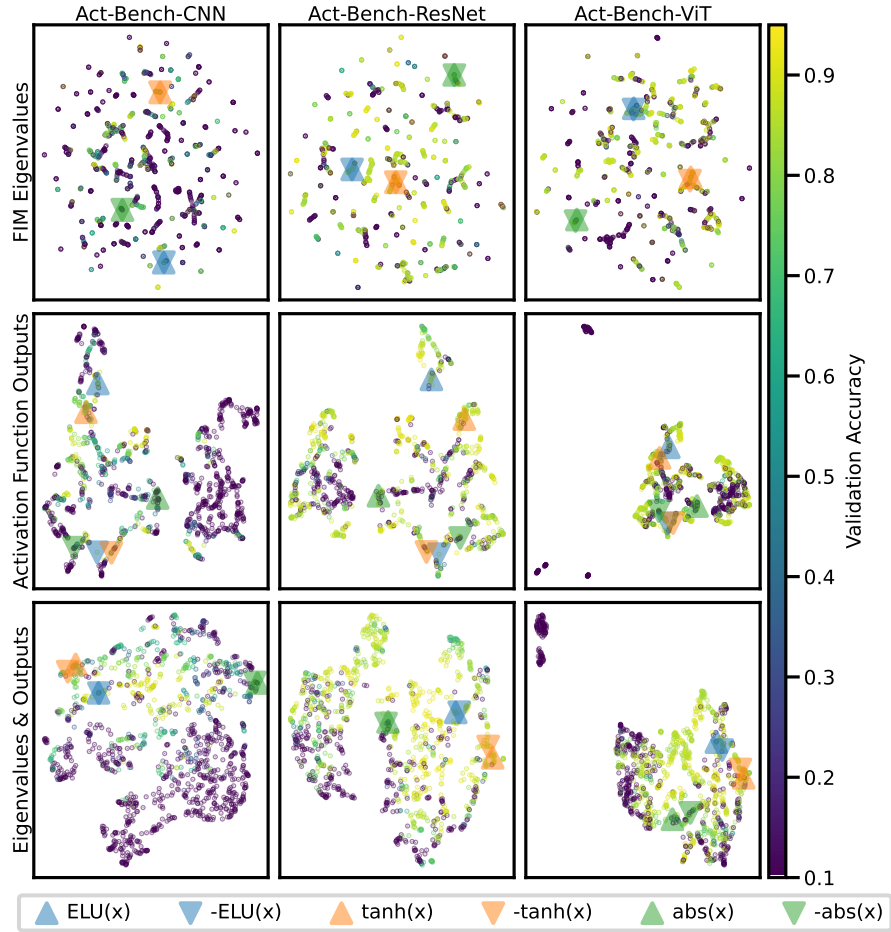 Act-Bench-CNN Act-Bench-ResNet Act-Bench-ViT
FIM Eigenvalues
Activation Function Outputs
Eigenvalues & Outputs
0.9
0.8
0.7
0.6
0.5
0.4
0.3
0.2
0.1
Validation Accuracy
ELU(x) -ELU(x) tanh(x) -tanh(x) abs(x) -abs(x)